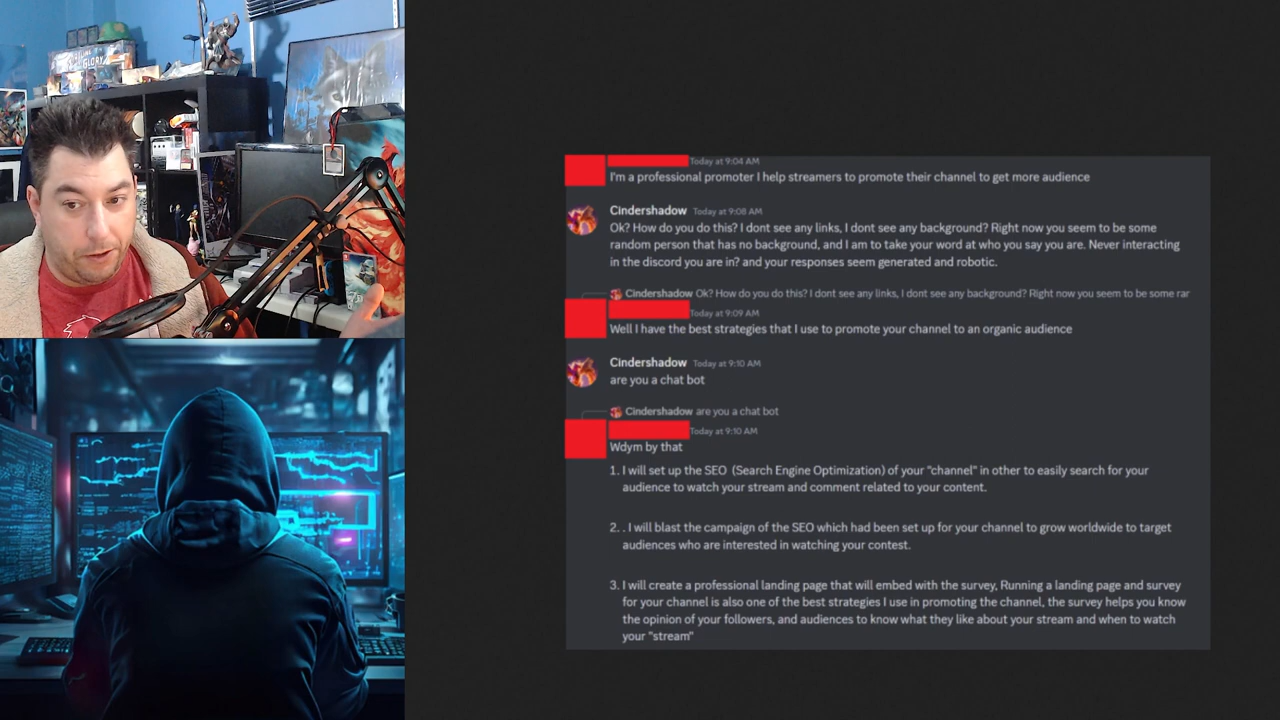 GLORY
Today at 9:04 AM
I'm a professional promoter I help streamers to promote their channel to get more audience
Cindershadow Today at 9:08 AM
Ok? How do you do this? I dont see any links, I dont see any background? Right now you seem to be some
random person that has no background, and I am to take your word at who you say you are. Never interacting
in the discord you are in? and your responses seem generated and robotic.
Cindershadow Ok? How do you do this? I dont see any links, I dont see any background? Right now you seem to be some rar
Today at 9:09 AM
Well I have the best strategies that I use to promote your channel to an organic audience
Cindershadow Today at 9:10 AM
are you a chat bot
Cindershadow are you a chat bot
Today at 9:10 AM
Wdym by that
1. I will set up the SEO (Search Engine Optimization) of your "channel" in other to easily search for your
audience to watch your stream and comment related to your content.
2. . I will blast the campaign of the SEO which had been set up for your channel to grow worldwide to target
audiences who are interested in watching your contest.
3. I will create a professional landing page that will embed with the survey, Running a landing page and survey
for your channel is also one of the best strategies I use in promoting the channel, the survey helps you know
the opinion of your followers, and audiences to know what they like about your stream and when to watch
your "stream"